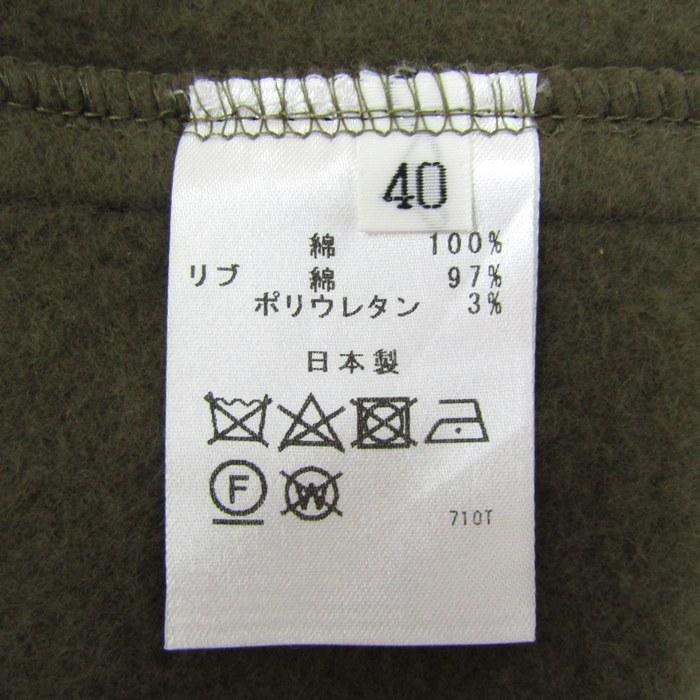 40
綿 100%
リブ 綿 97%
ポリウレタン 3%
日本製
F W
710T